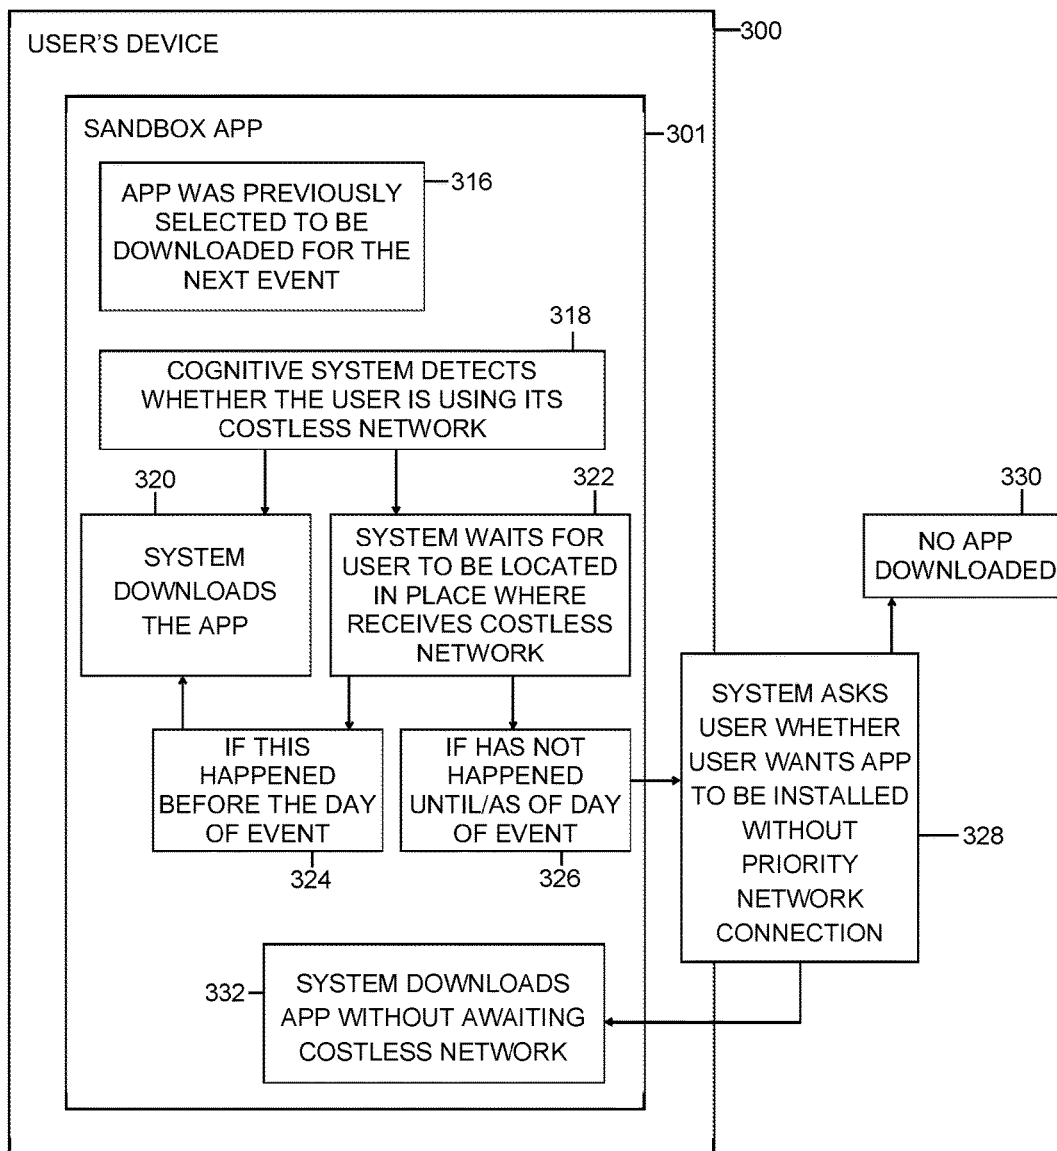 USER'S DEVICE
300
SANDBOX APP
301
APP WAS PREVIOUSLY
SELECTED TO BE
DOWNLOADED FOR THE
NEXT EVENT
316
318
COGNITIVE SYSTEM DETECTS
WHETHER THE USER IS USING ITS
COSTLESS NETWORK
320
322
330
SYSTEM
DOWNLOADS
THE APP
SYSTEM WAITS FOR
USER TO BE LOCATED
IN PLACE WHERE
RECEIVES COSTLESS
NETWORK
NO APP
DOWNLOADED
IF THIS
HAPPENED
BEFORE THE DAY
OF EVENT
324
IF HAS NOT
HAPPENED
UNTIL/AS OF DAY
OF EVENT
326
SYSTEM ASKS
USER WHETHER
USER WANTS APP
TO BE INSTALLED
WITHOUT
PRIORITY
NETWORK
CONNECTION
328
332
SYSTEM DOWNLOADS
APP WITHOUT AWAITING
COSTLESS NETWORK